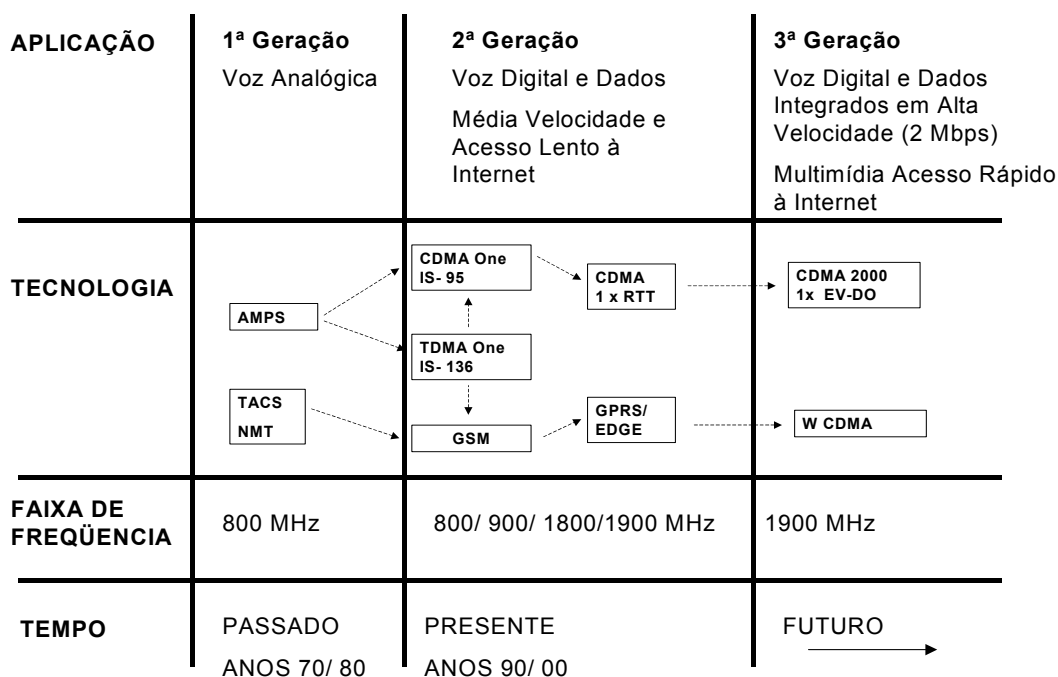 APLICAÇÃO
1ª Geração
Voz Analógica
2ª Geração
Voz Digital e Dados
Média Velocidade e
Acesso Lento à
Internet
3ª Geração
Voz Digital e Dados
Integrados em Alta
Velocidade (2 Mbps)
Multimídia Acesso Rápido
à Internet
TECNOLOGIA
AMPS
TACS
NMT
CDMA One
IS- 95
TDMA One
IS- 136
GSM
CDMA
1 x RTT
GPRS/
EDGE
CDMA 2000
1x EV-DO
W CDMA
FAIXA DE
FREQÜENCIA
800 MHz
800/ 900/ 1800/1900 MHz
1900 MHz
TEMPO
PASSADO
ANOS 70/ 80
PRESENTE
ANOS 90/ 00
FUTURO